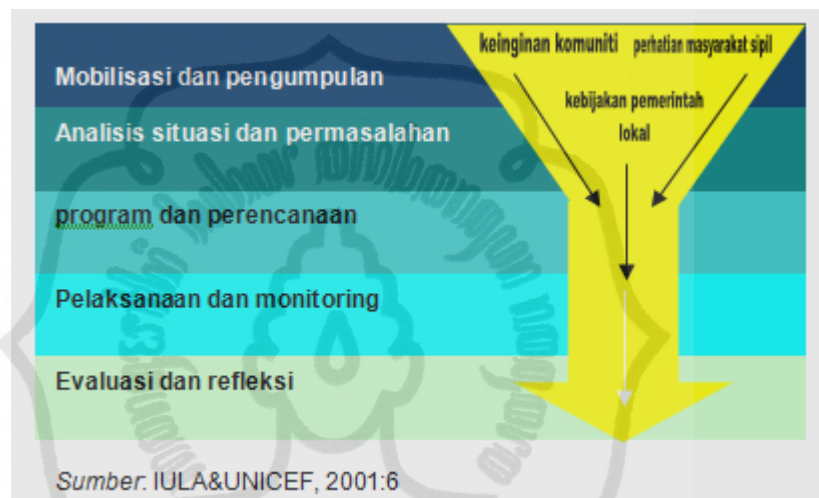 keinginan komuniti perhatian masyarakat sipil
Mobilisasi dan pengumpulan
kebijakan pemerintah
lokal
Analisis situasi dan permasalahan
program dan perencanaan
Pelaksanaan dan monitoring
Evaluasi dan refleksi
Sumber: IULA&UNICEF, 2001:6